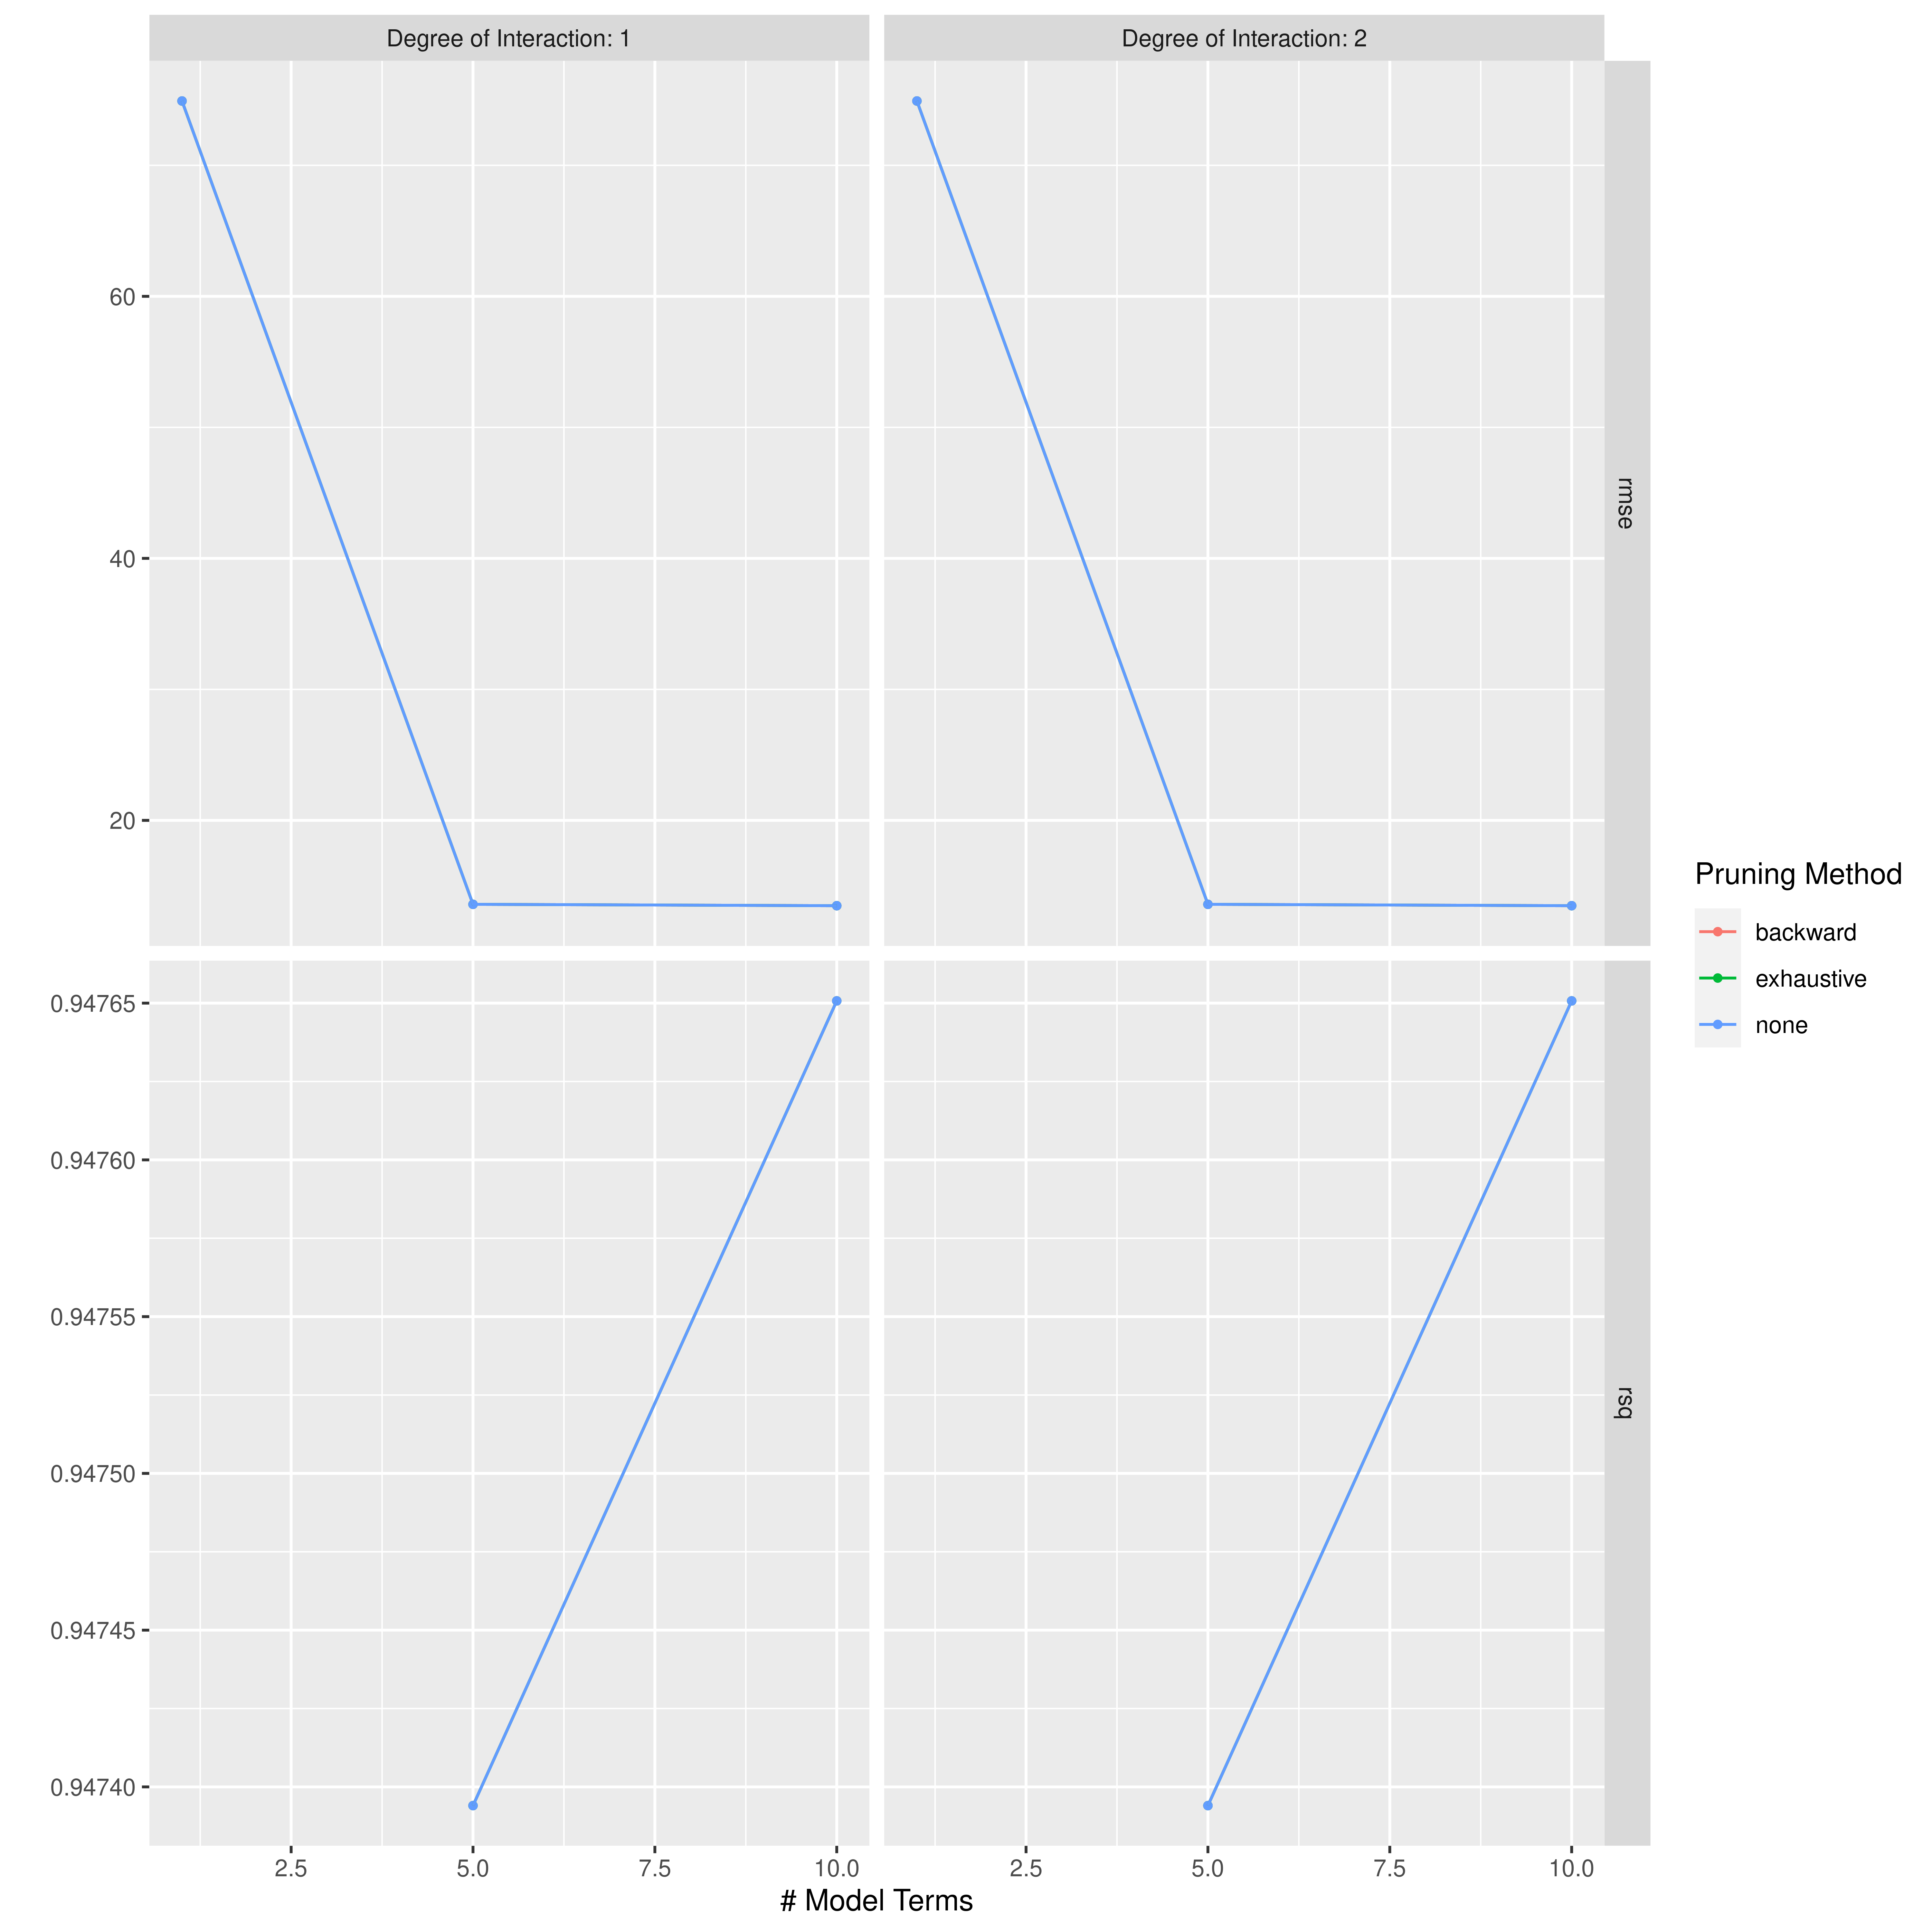 Degree of Interaction: 1
Degree of Interaction: 2
60
40
20
rmse
0.94765
0.94760
0.94755
0.94750
0.94745
0.94740
rsq
2.5 5.0 7.5 10.0
2.5 5.0 7.5 10.0
# Model Terms
Pruning Method
backward
exhaustive
none